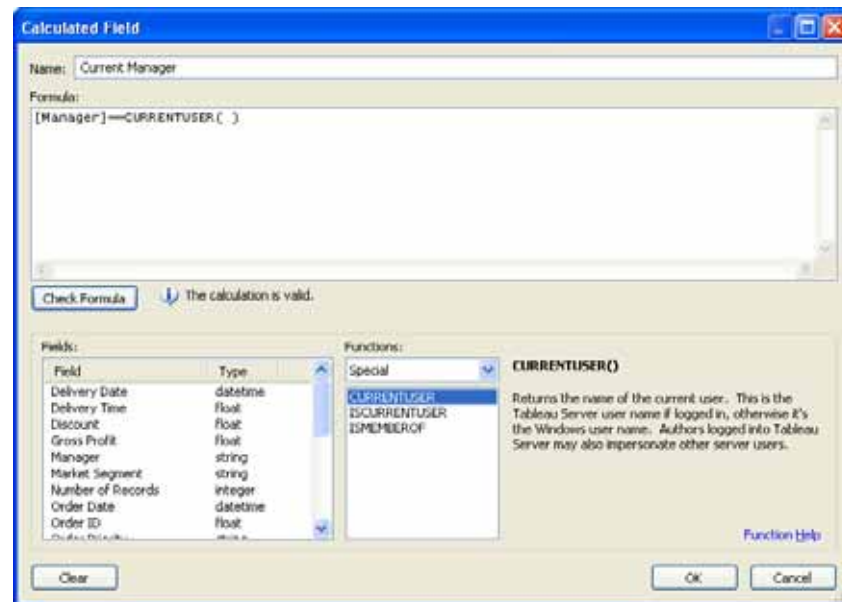 Calculated Field
Name: Current Manager
Formula:
[Manager]==CURRENTUSER( )
Check Formula
The calculation is valid.
Fields:
Field Type
Delivery Date datetime
Delivery Time float
Discount float
Gross Profit float
Manager string
Market Segment string
Number of Records integer
Order Date datetime
Order ID float
Functions:
Special
CURRENTUSER
ISCURRENTUSER
ISMEMBEROF
CURRENTUSER()
Returns the name of the current user. This is the
Tableau Server user name if logged in, otherwise it's
the Windows user name. Authors logged into Tableau
Server may also impersonate other server users.
Function Help
Clear
OK
Cancel